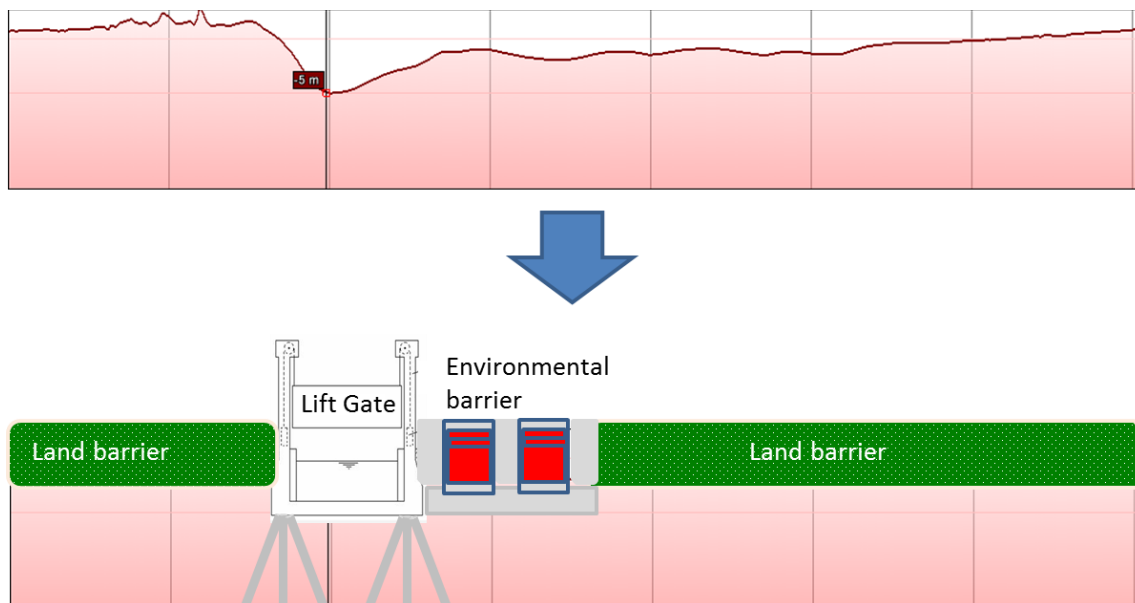 -5 m
Environmental
barrier
Lift Gate
Land barrier
Land barrier